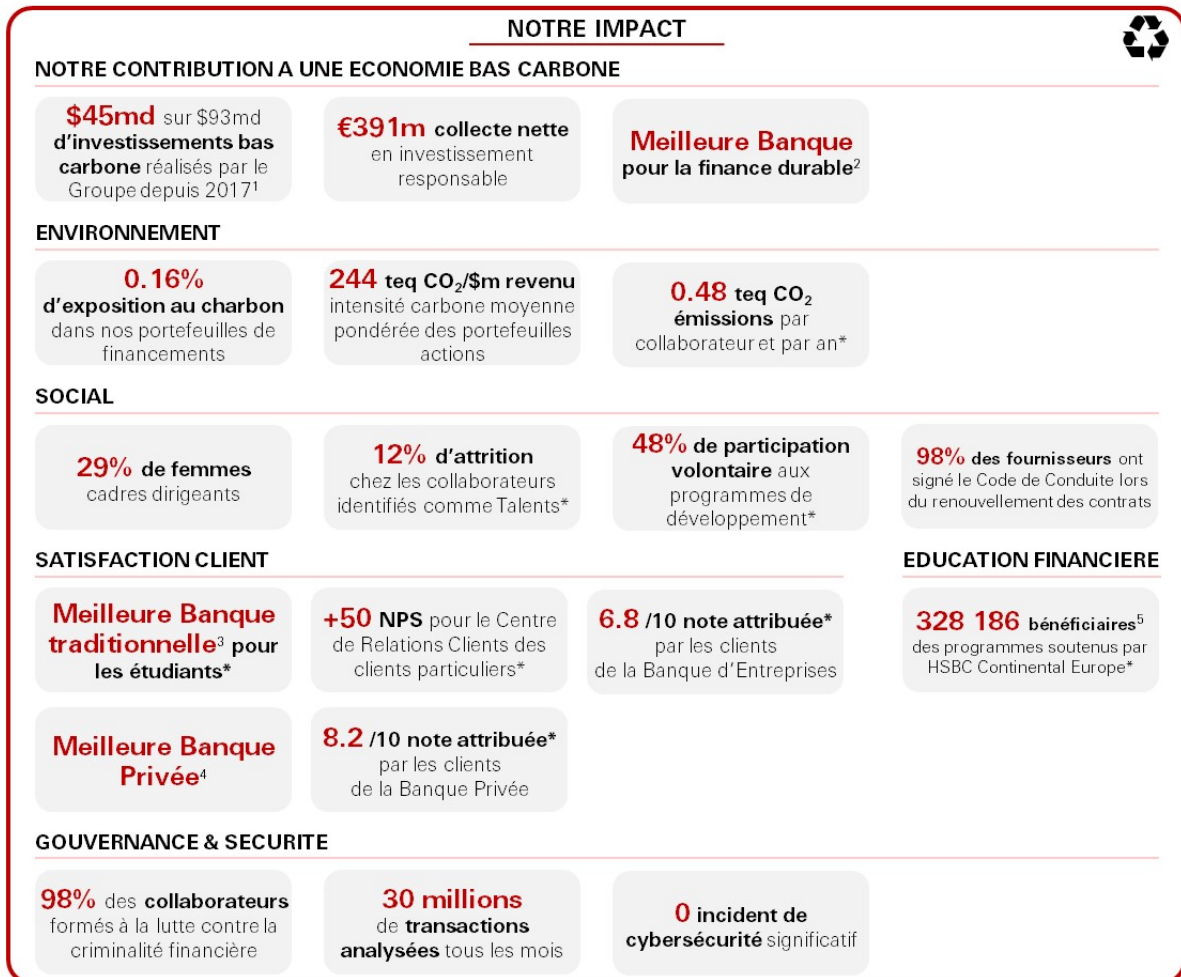 NOTRE IMPACT
NOTRE CONTRIBUTION A UNE ECONOMIE BAS CARBONE
$45md sur $93md
d'investissements bas
carbone réalisés par le
Groupe depuis 2017¹
€391m collecte nette
en investissement
responsable
Meilleure Banque
pour la finance durable²
ENVIRONNEMENT
0.16%
d'exposition au charbon
dans nos portefeuilles de
financements
244 teq CO₂/$m revenu
intensité carbone moyenne
pondérée des portefeuilles
actions
0.48 teq CO₂
émissions par
collaborateur et par an*
SOCIAL
29% de femmes
cadres dirigeants
12% d'attrition
chez les collaborateurs
identifiés comme Talents*
48% de participation
volontaire aux
programmes de
développement*
98% des fournisseurs ont
signé le Code de Conduite lors
du renouvellement des contrats
SATISFACTION CLIENT
Meilleure Banque
traditionnelle³ pour
les étudiants*
+50 NPS pour le Centre
de Relations Clients des
clients particuliers*
6.8 /10 note attribuée*
par les clients
de la Banque d'Entreprises
EDUCATION FINANCIERE
328 186 bénéficiaires⁵
des programmes soutenus par
HSBC Continental Europe*
Meilleure Banque
Privée⁴
8.2 /10 note attribuée*
par les clients
de la Banque Privée
GOUVERNANCE & SECURITE
98% des collaborateurs
formés à la lutte contre la
criminalité financière
30 millions
de transactions
analysées tous les mois
0 incident de
cybersécurité significatif